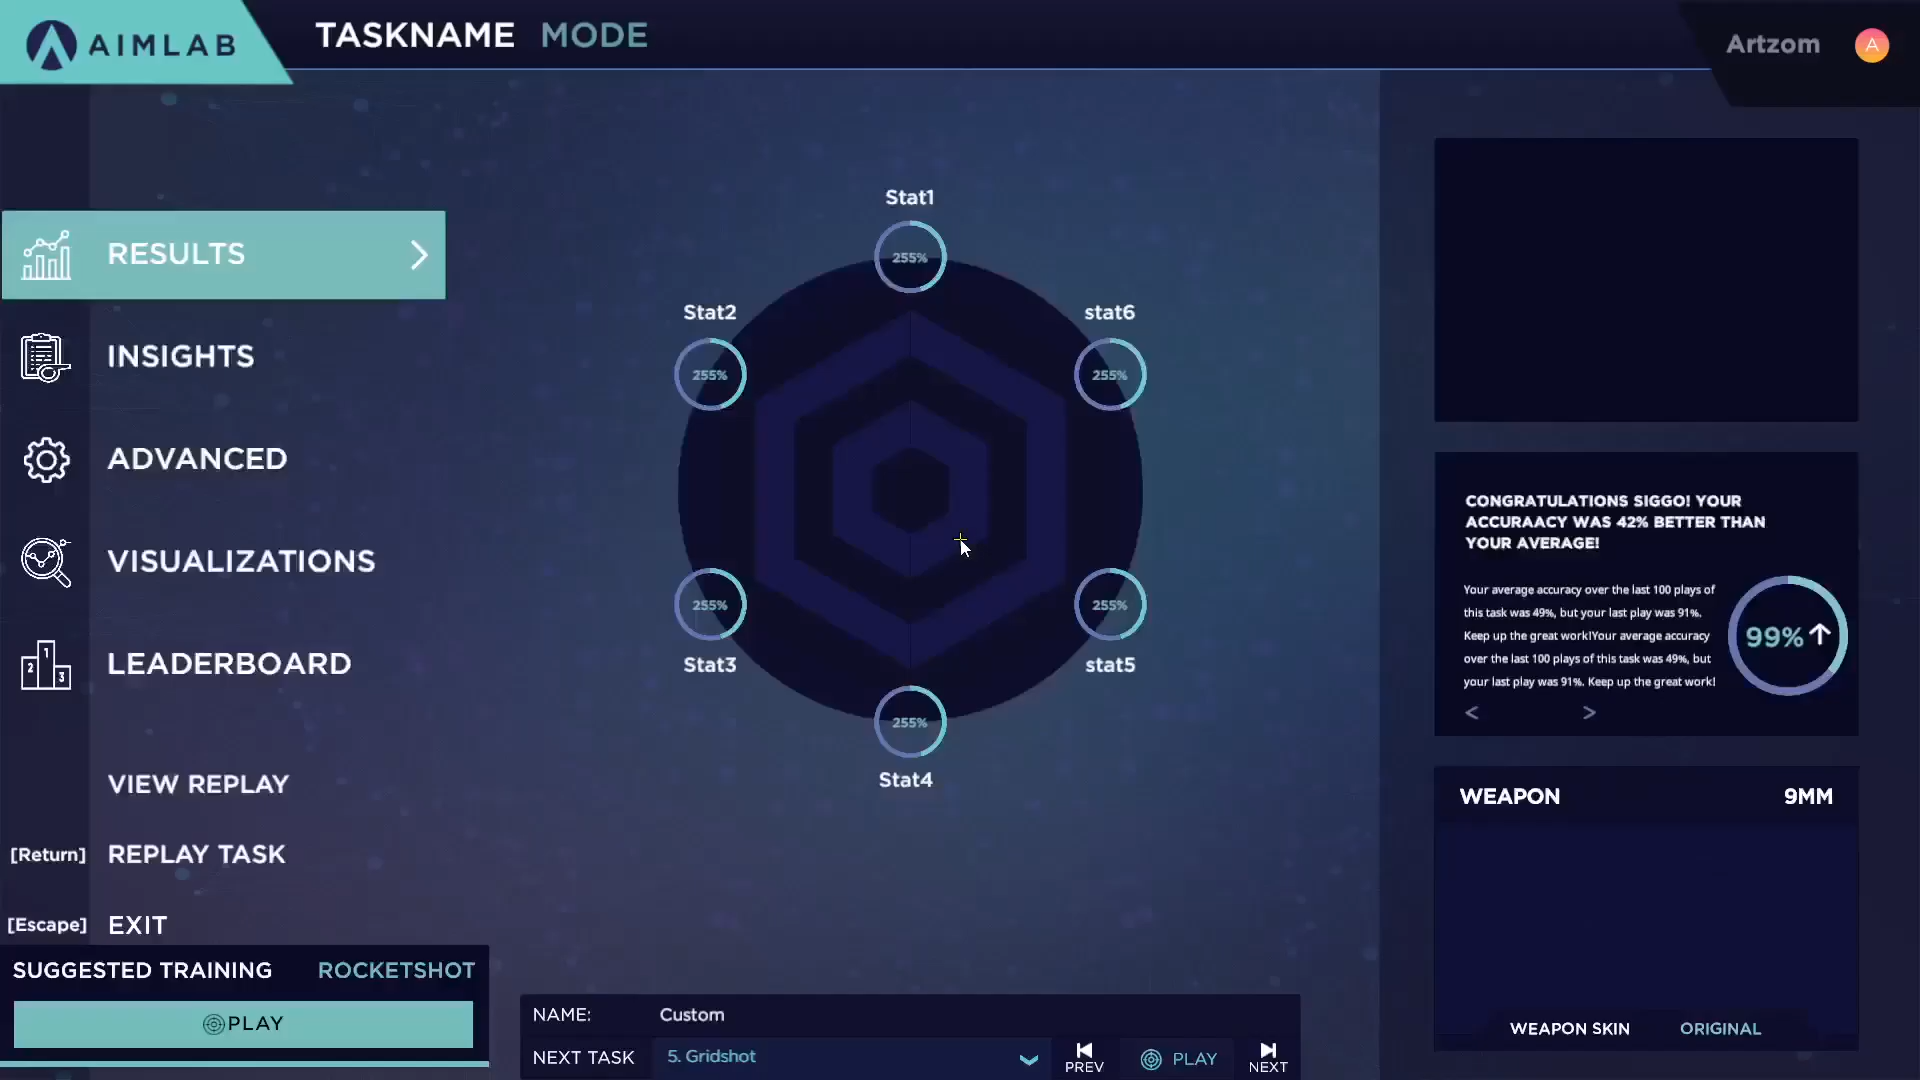 AIMLAB
TASKNAME MODE
Artzom
A
RESULTS
INSIGHTS
ADVANCED
VISUALIZATIONS
1
2
3
LEADERBOARD
VIEW REPLAY
[Return] REPLAY TASK
[Escape] EXIT
SUGGESTED TRAINING ROCKETSHOT
PLAY
Stat1
255%
Stat2
255%
stat6
255%
255%
Stat3
255%
stat5
255%
Stat4
NAME: Custom
NEXT TASK 5. Gridshot
PREV
PLAY
NEXT
CONGRATULATIONS SIGGO! YOUR
ACCURAACY WAS 42% BETTER THAN
YOUR AVERAGE!
Your average accuracy over the last 100 plays of
this task was 49%, but your last play was 91%.
Keep up the great work!Your average accuracy
over the last 100 plays of this task was 49%, but
your last play was 91%. Keep up the great work!
99%
< >
WEAPON 9MM
WEAPON SKIN ORIGINAL